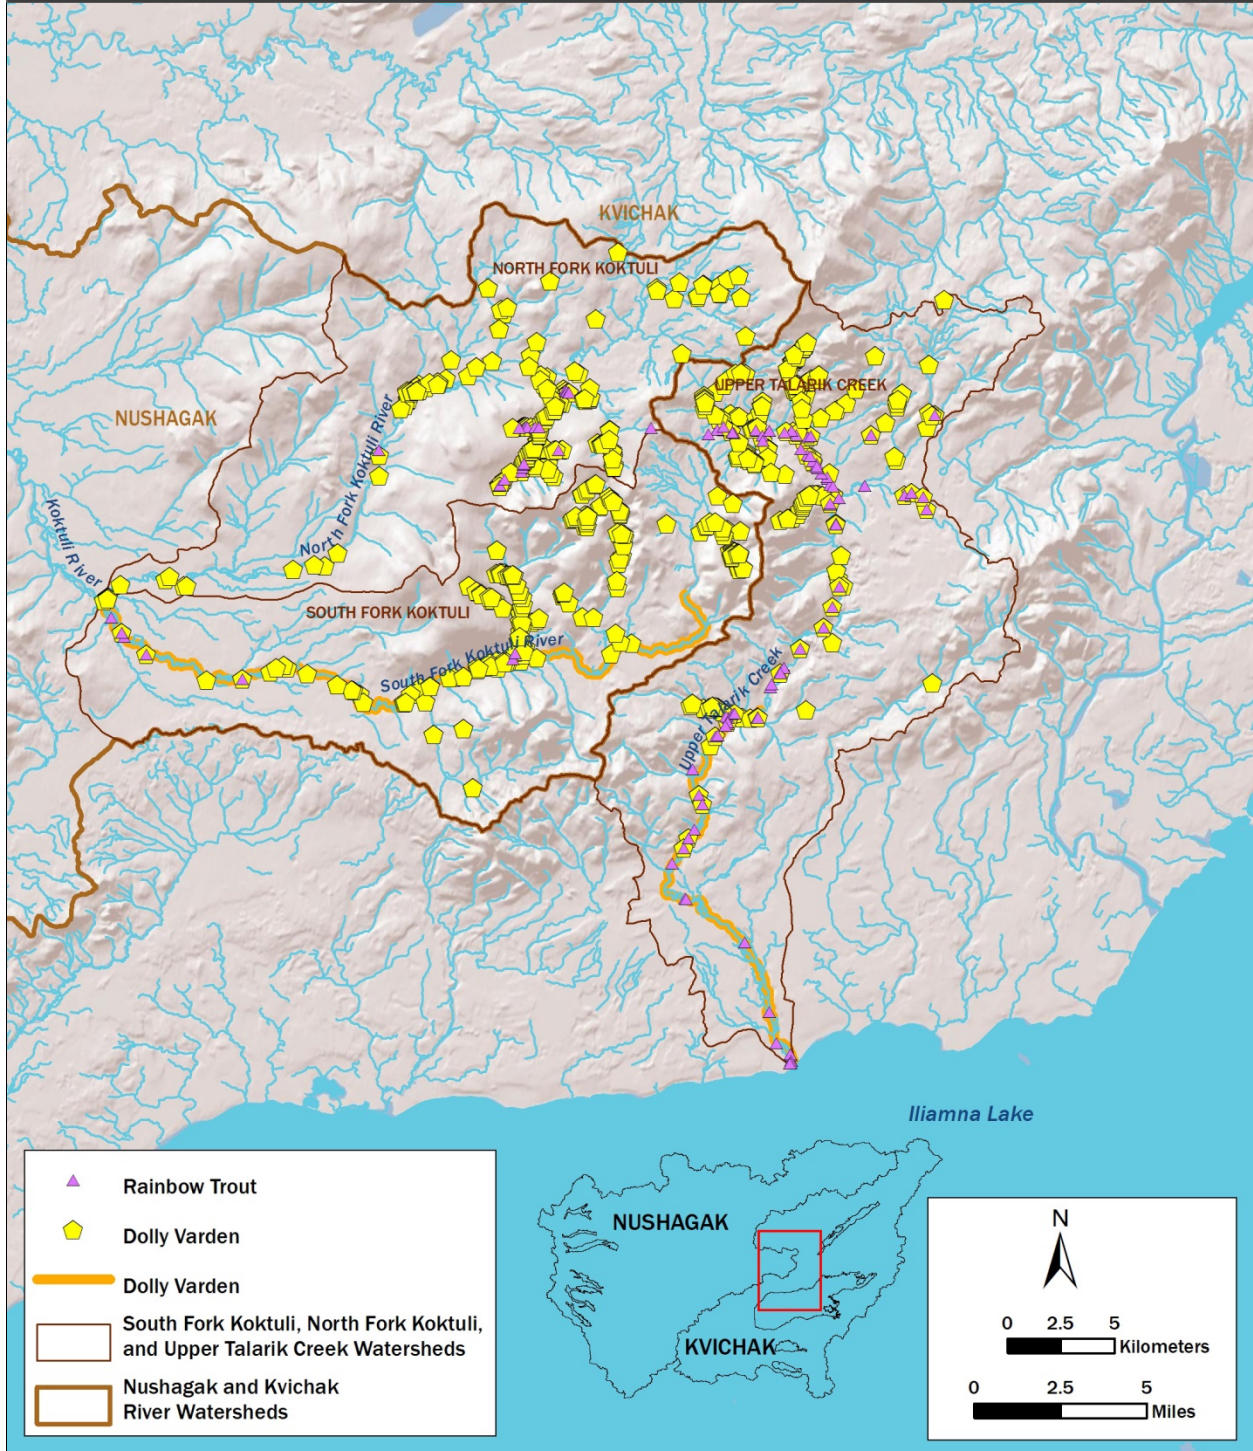 KVICHAK
NORTH FORK KOKTULI
UPPER TALARIK CREEK
NUSHAGAK
North Fork Koktuli River
Koktuli River
SOUTH FORK KOKTULI
South Fork Koktuli River
Upper Talarik Creek
Iliamna Lake
Rainbow Trout
Dolly Varden
Dolly Varden
South Fork Koktuli, North Fork Koktuli,
and Upper Talarik Creek Watersheds
Nushagak and Kvichak
River Watersheds
NUSHAGAK
KVICHAK
N
0 2.5 5
Kilometers
0 2.5 5
Miles